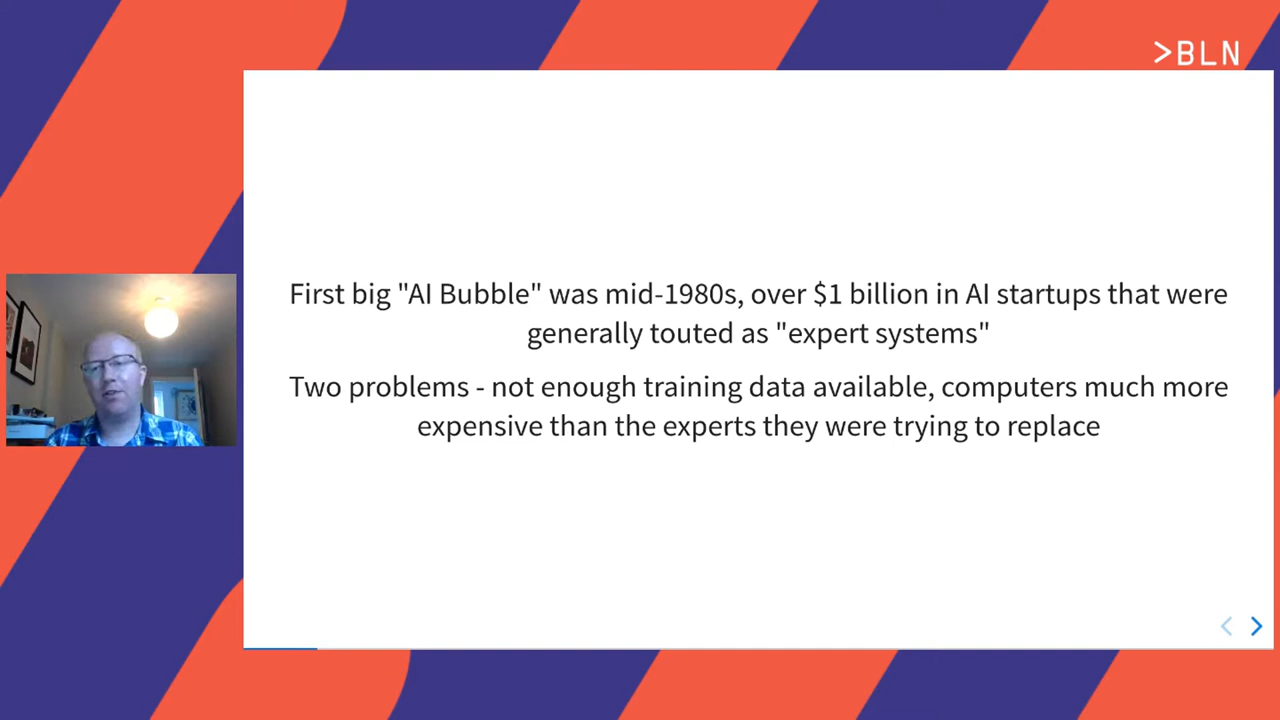 >BLN
First big "AI Bubble" was mid-1980s, over $1 billion in AI startups that were
generally touted as "expert systems"
Two problems - not enough training data available, computers much more
expensive than the experts they were trying to replace